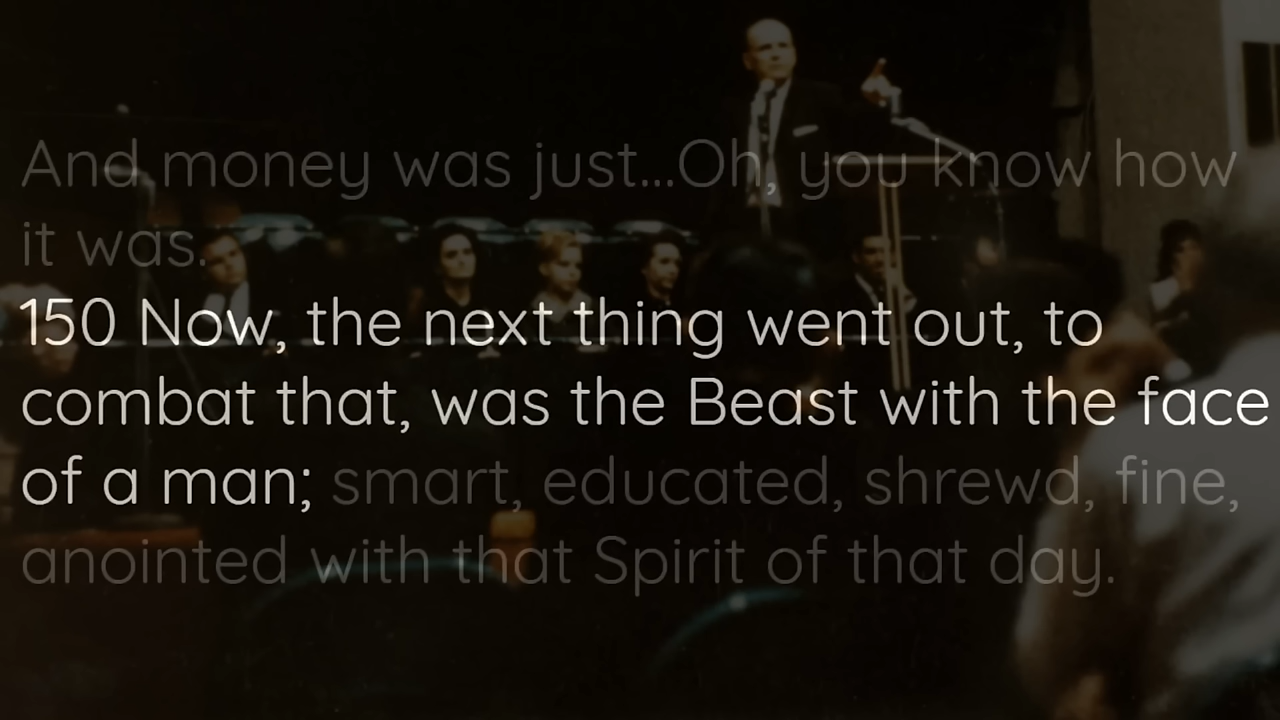 And money was just...Oh, you know how
it was.
150 Now, the next thing went out, to
combat that, was the Beast with the face
of a man; smart, educated, shrewd, fine,
anointed with that Spirit of that day.